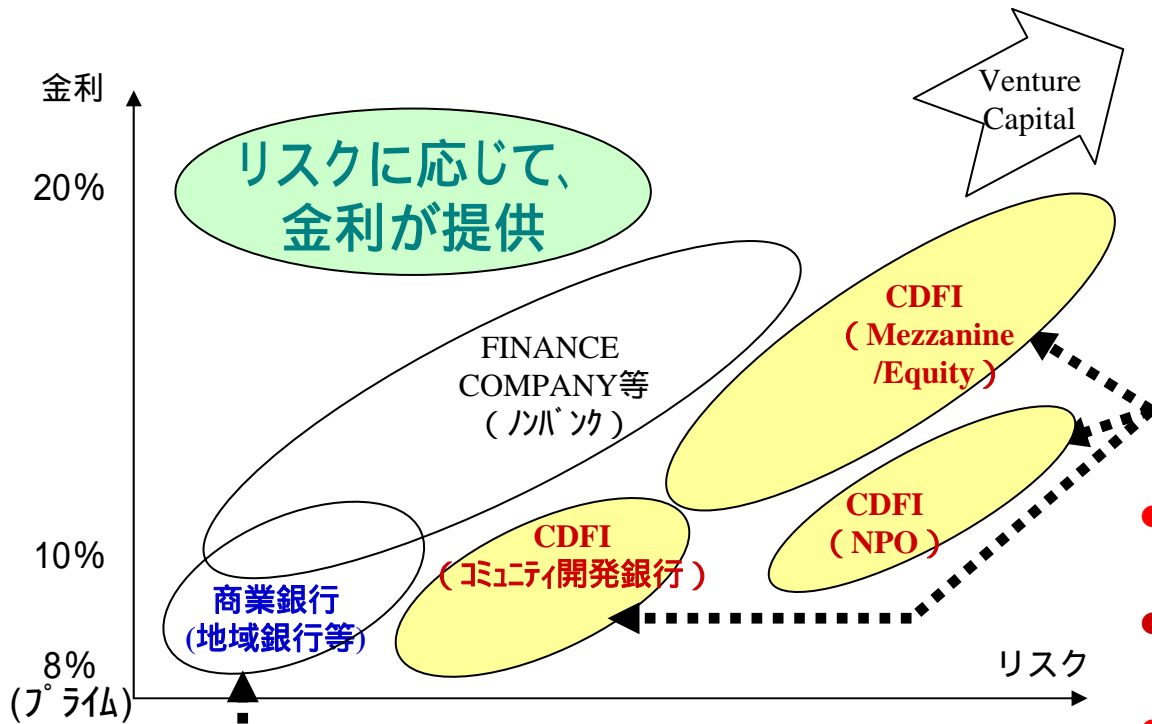 金利
Venture
Capital
リスクに応じて、
金利が提供
20%
CDFI
( Mezzanine
/Equity )
FINANCE
COMPANY等
( ﾉﾝﾊﾞﾝｸ )
10%
CDFI
( ｺﾐｭﾆﾃｨ開発銀行 )
CDFI
( NPO )
商業銀行
(地域銀行等)
8%
(ﾌﾟﾗｲﾑ)
リスク